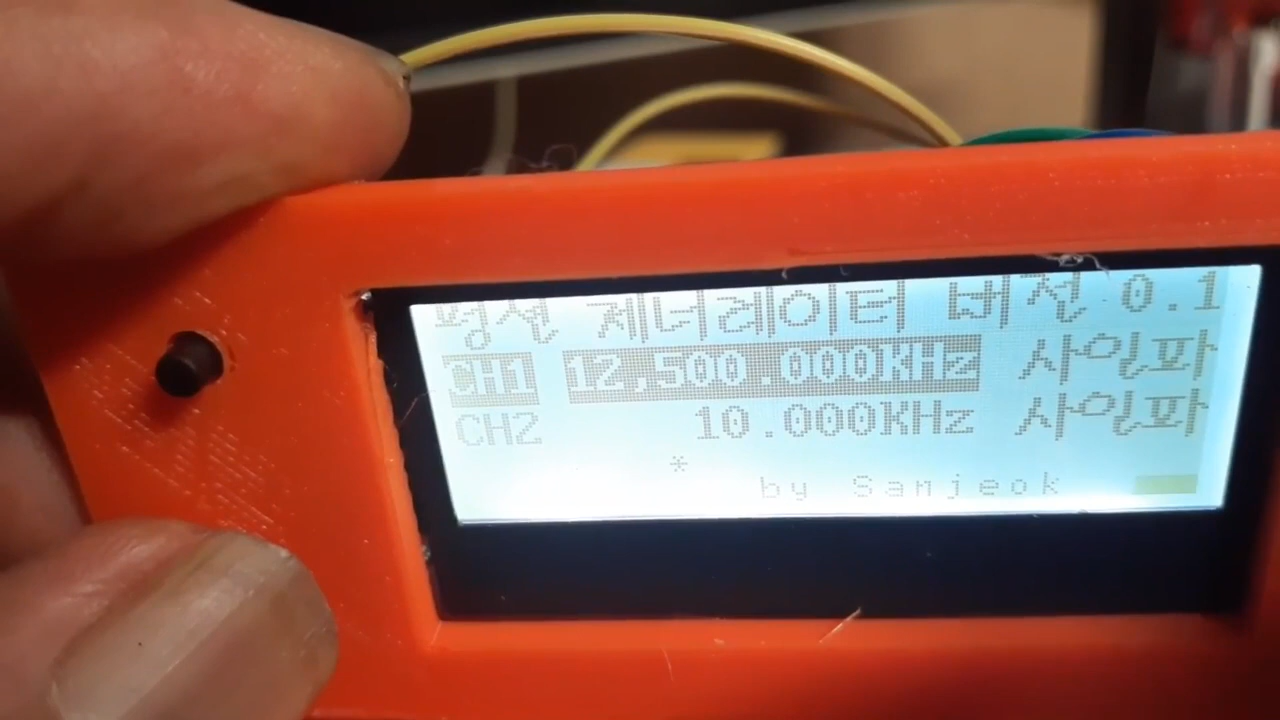 펑션 제너레이터 버전 0.1
CH1 12,500.000KHz 사인파
CH2 10.000KHz 사인파
*
by Sanjeok